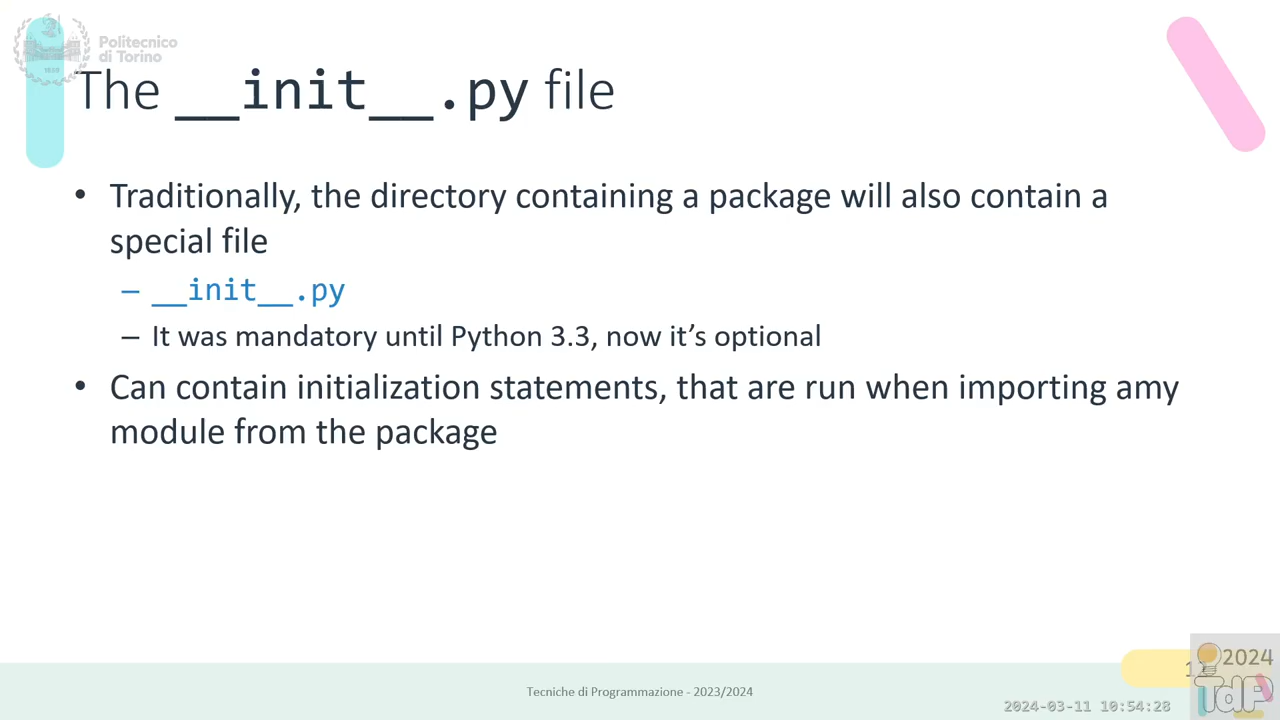 Politecnico
di Torino
The __init__.py file
• Traditionally, the directory containing a package will also contain a
special file
– __init__.py
– It was mandatory until Python 3.3, now it’s optional
• Can contain initialization statements, that are run when importing amy
module from the package
Tecniche di Programmazione - 2023/2024
2024
TdP
2024-03-11 10:54:28